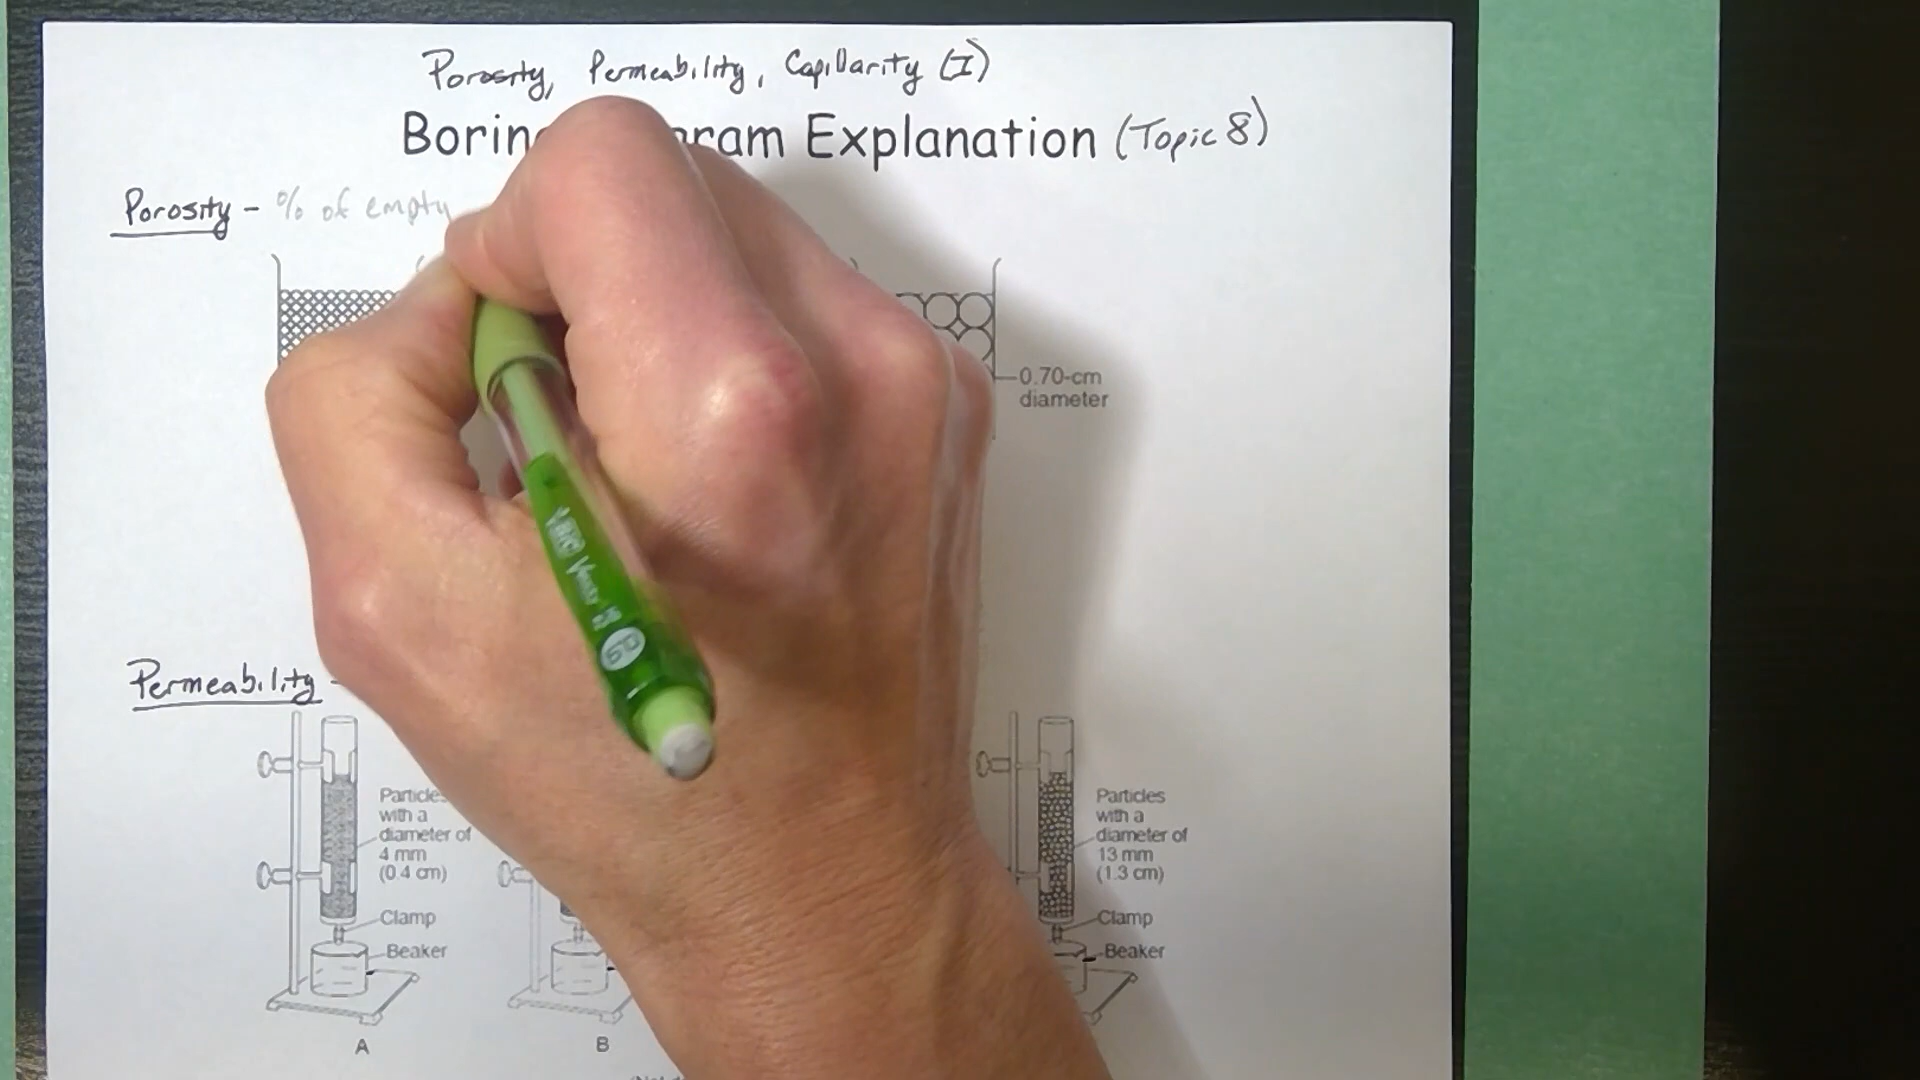 Porosity, Permeability, Capillarity (I)
Boring Explanation (Topic 8)
Porosity - % of empty
0.70-cm
diameter
Permeability -
Particles
with a
diameter of
4 mm
(0.4 cm)
Clamp
Beaker
A
B
Particles
with a
diameter of
13 mm
(1.3 cm)
Clamp
Beaker